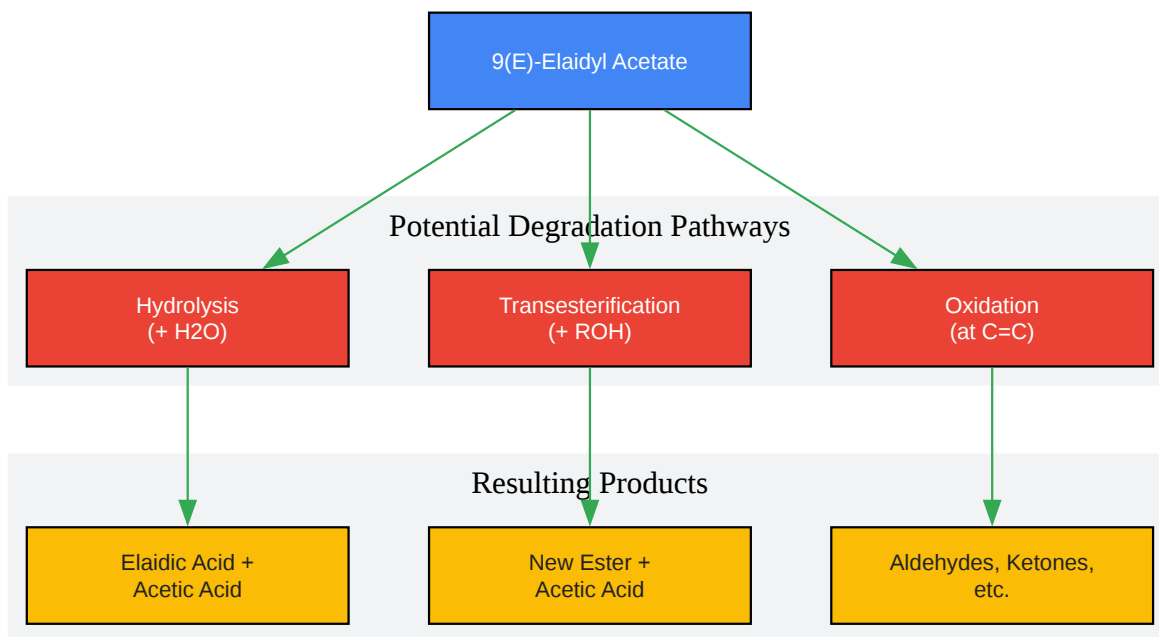 9(E)-Elaidyl Acetate
Potential Degradation Pathways
Hydrolysis
(+ H2O)
Transesterification
(+ ROH)
Oxidation
(at C=C)
Resulting Products
Elaidic Acid +
Acetic Acid
New Ester +
Acetic Acid
Aldehydes, Ketones,
etc.